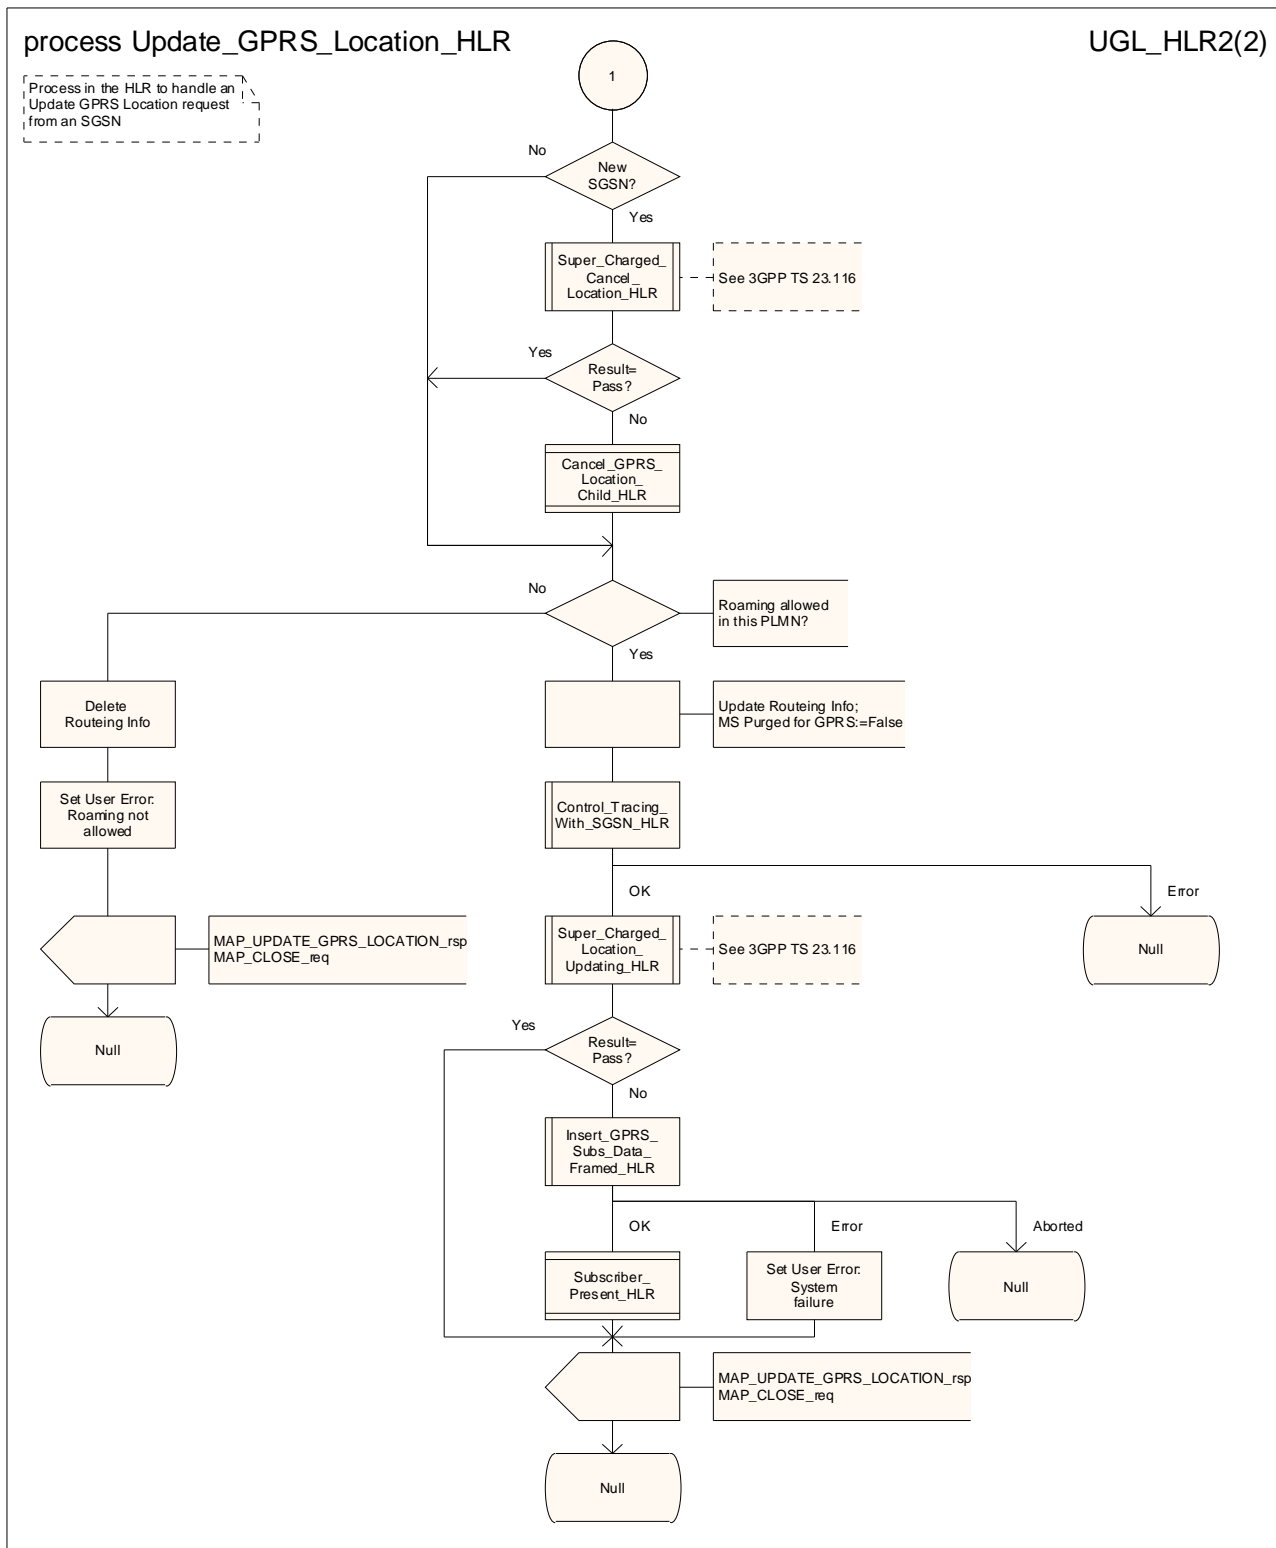 process Update_GPRS_Location_HLR
UGL_HLR2(2)
Process in the HLR to handle an
Update GPRS Location request
from an SGSN
1
No
New
SGSN?
Yes
Super_Charged_
Cancel_
Location_HLR
See 3GPP TS 23.116
Yes
Result=
Pass?
No
Cancel_GPRS_
Location_
Child_HLR
No
Roaming allowed
in this PLMN?
Yes
Delete
Routeing Info
Update Routeing Info;
MS Purged for GPRS:=False
Set User Error:
Roaming not
allowed
Control_Tracing_
With_SGSN_HLR
OK
Error
MAP_UPDATE_GPRS_LOCATION_rsp
MAP_CLOSE_req
Super_Charged_
Location_
Updating_HLR
See 3GPP TS 23.116
Null
Null
Yes
Result=
Pass?
No
Insert_GPRS_
Subs_Data_
Framed_HLR
OK
Error
Aborted
Subscriber_
Present_HLR
Set User Error:
System
failure
Null
MAP_UPDATE_GPRS_LOCATION_rsp
MAP_CLOSE_req
Null